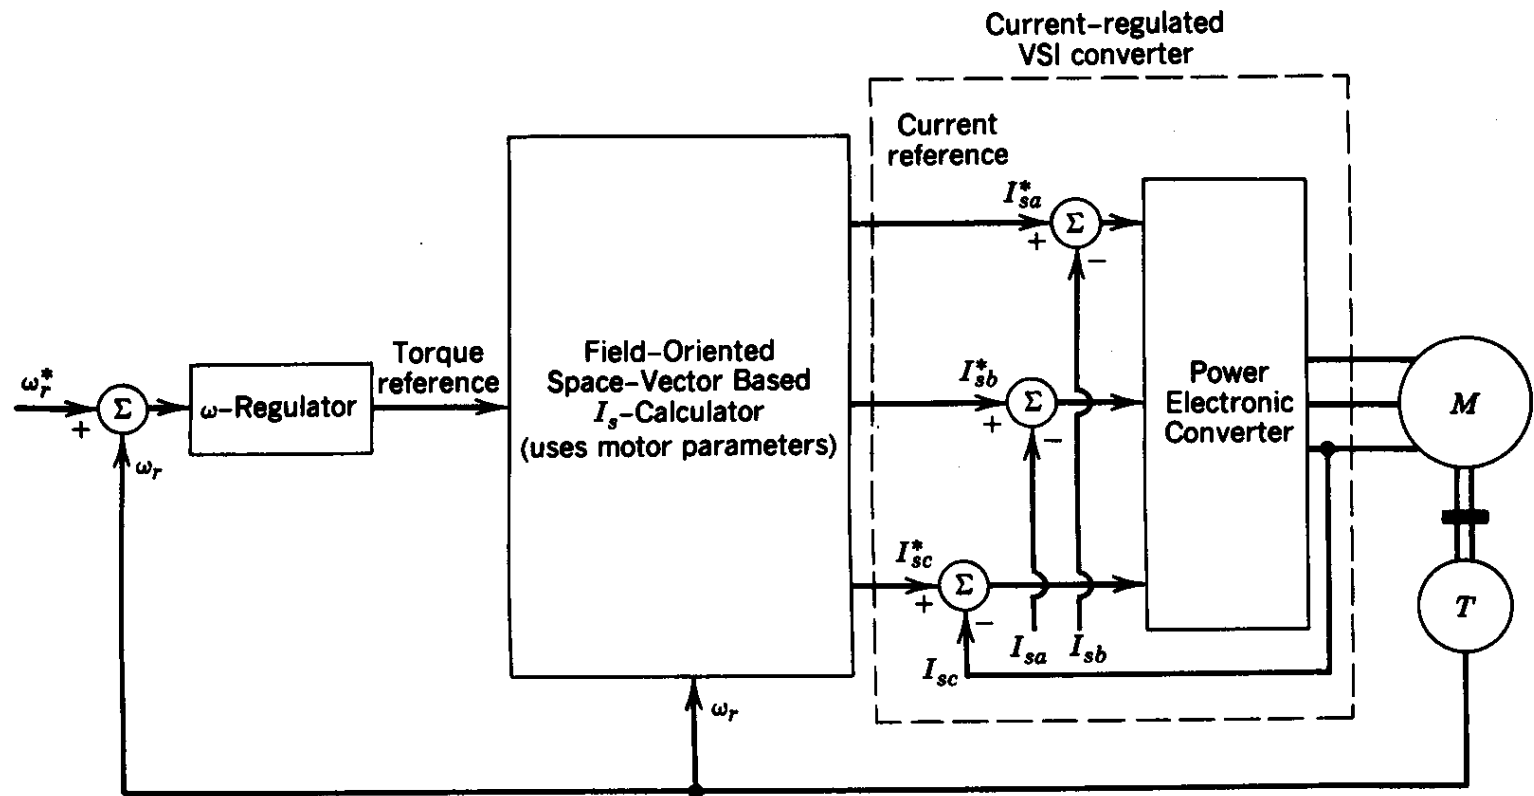 Current-regulated
VSI converter
Current
reference
I*sa
Σ
+
−
Torque
reference
Field-Oriented
Space-Vector Based
Is-Calculator
(uses motor parameters)
ω*r
Σ
+
ωr
ω-Regulator
I*sb
Σ
+
−
Power
Electronic
Converter
M
I*sc
Σ
+
−
Isa
Isb
Isc
T
ωr